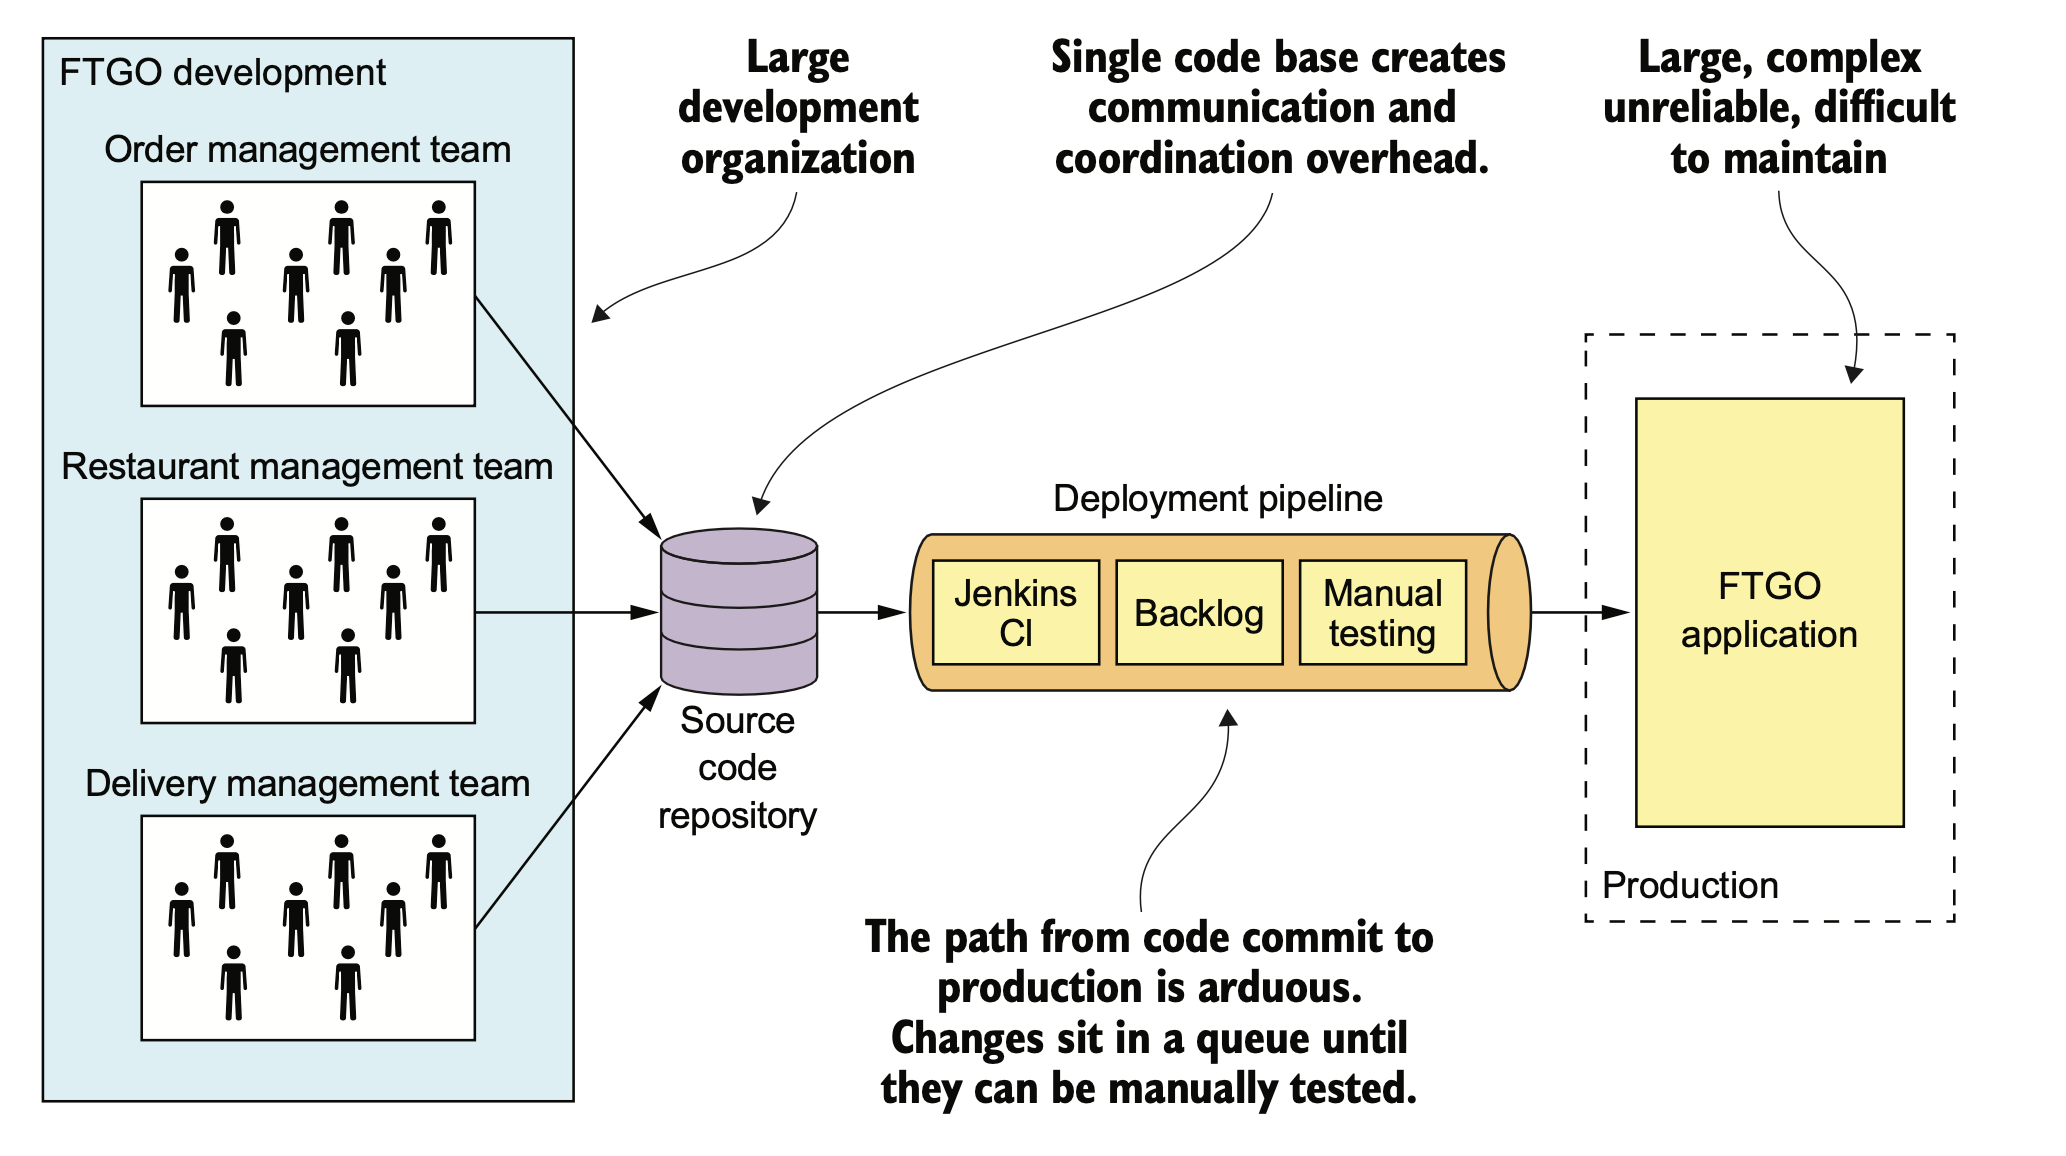 FTGO development
Order management team
Restaurant management team
Delivery management team
Large
development
organization
Single code base creates
communication and
coordination overhead.
Large, complex
unreliable, difficult
to maintain
Source
code
repository
Deployment pipeline
Jenkins
CI
Backlog
Manual
testing
The path from code commit to
production is arduous.
Changes sit in a queue until
they can be manually tested.
FTGO
application
Production